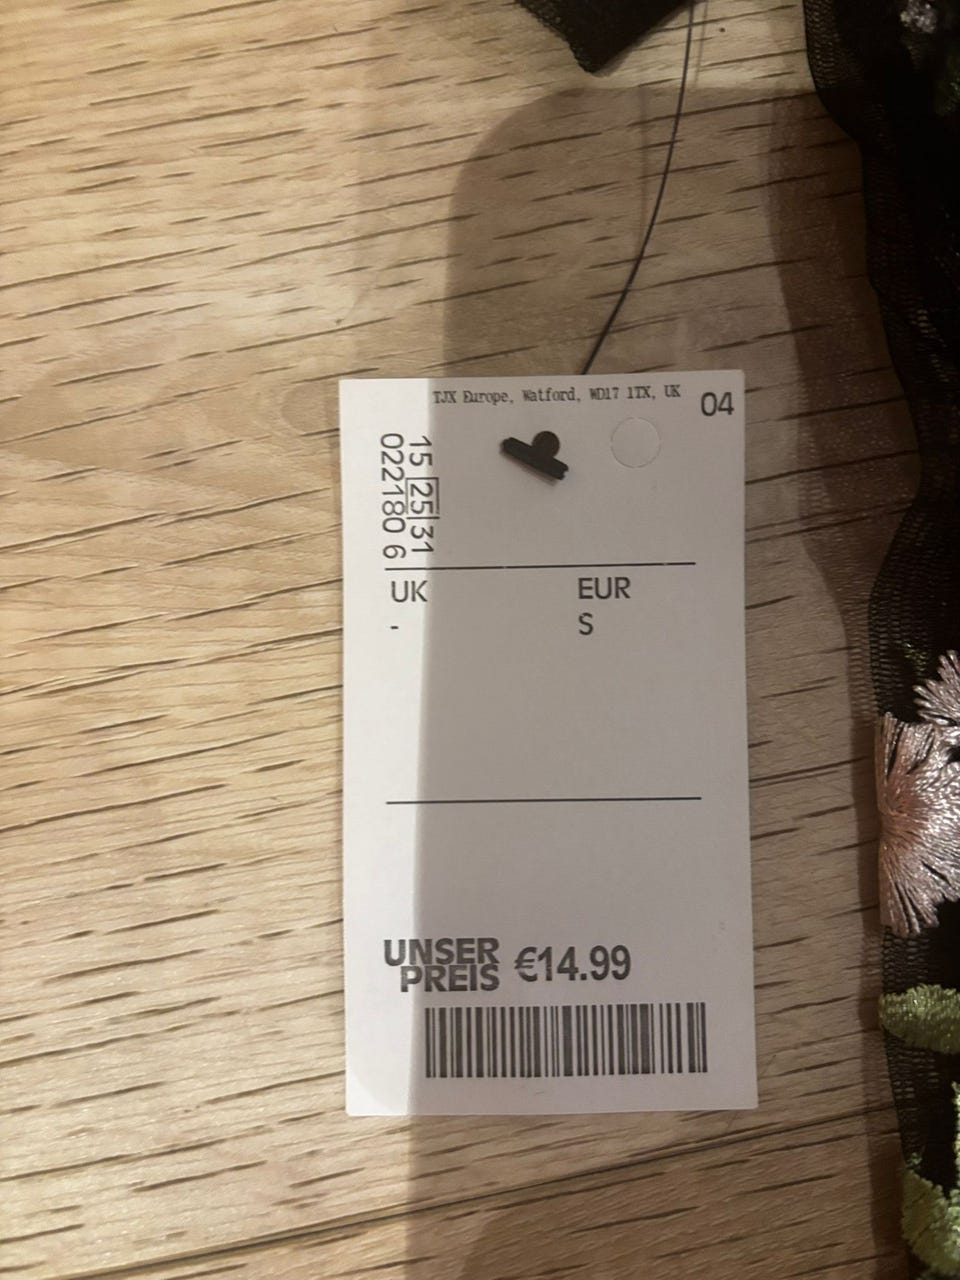 TJX Europe, Watford, WD17 1TX, UK
04
15 25 31
022180 6
UK EUR
- S
UNSER
PREIS €14.99